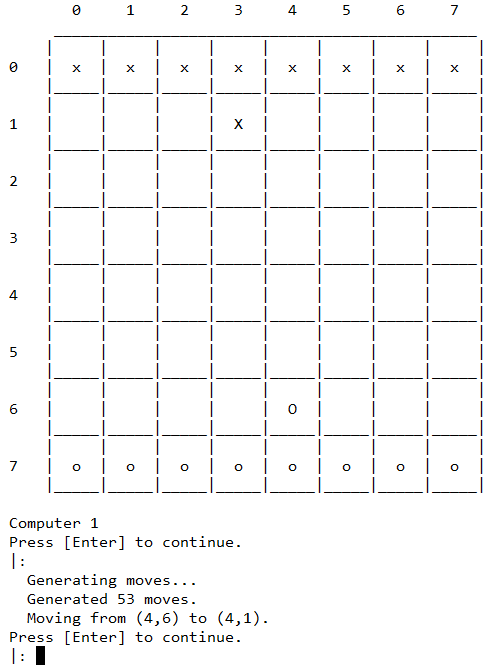 0 1 2 3 4 5 6 7
0 x x x x x x x x
1 X
2
3
4
5
6 O
7 o o o o o o o o
Computer 1
Press [Enter] to continue.
|:
Generating moves...
Generated 53 moves.
Moving from (4,6) to (4,1).
Press [Enter] to continue.
|: